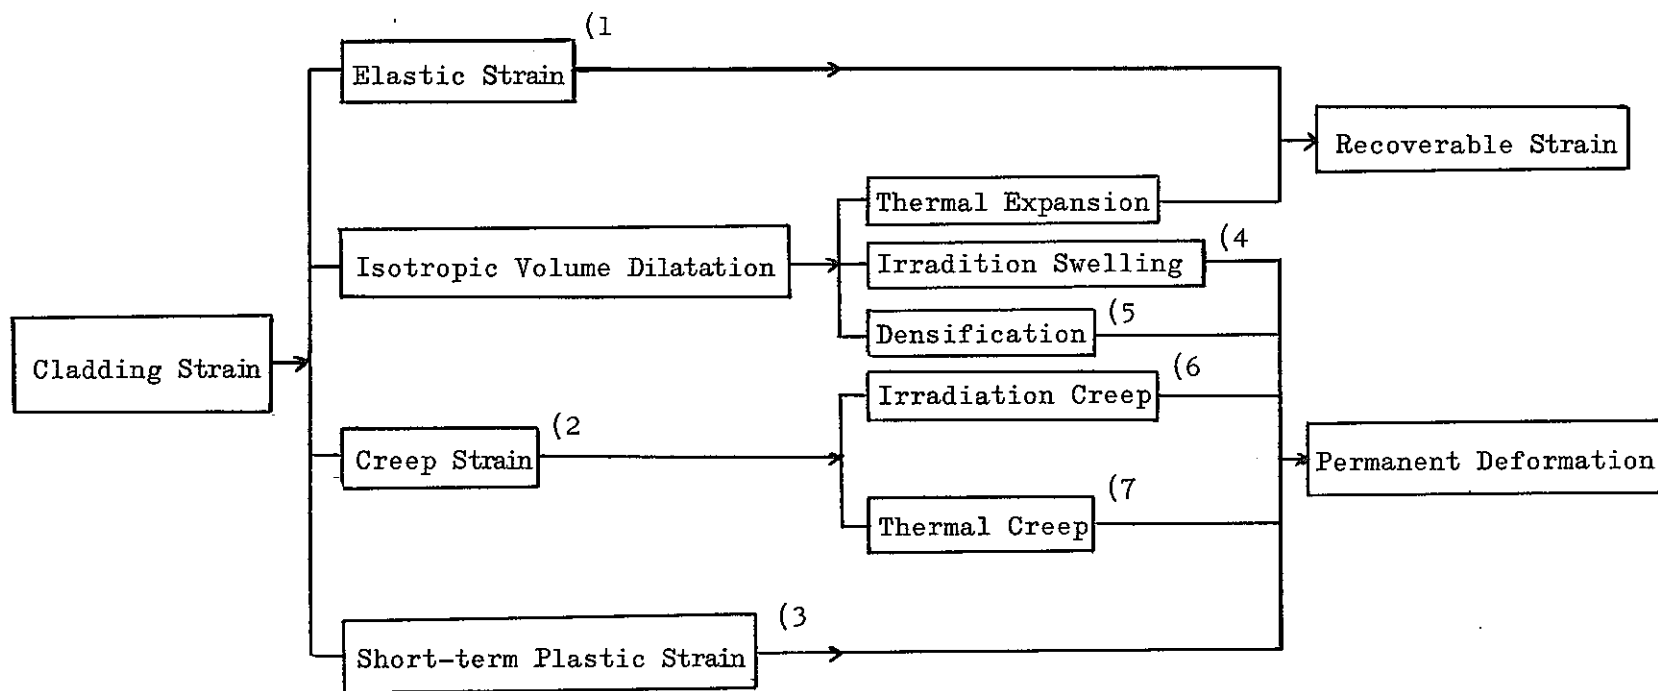 (1
Elastic Strain
Recoverable Strain
Thermal Expansion
(4
Isotropic Volume Dilatation
Irradition Swelling
(5
Densification
Cladding Strain
(6
Irradiation Creep
(2
Creep Strain
Permanent Deformation
(7
Thermal Creep
(3
Short-term Plastic Strain